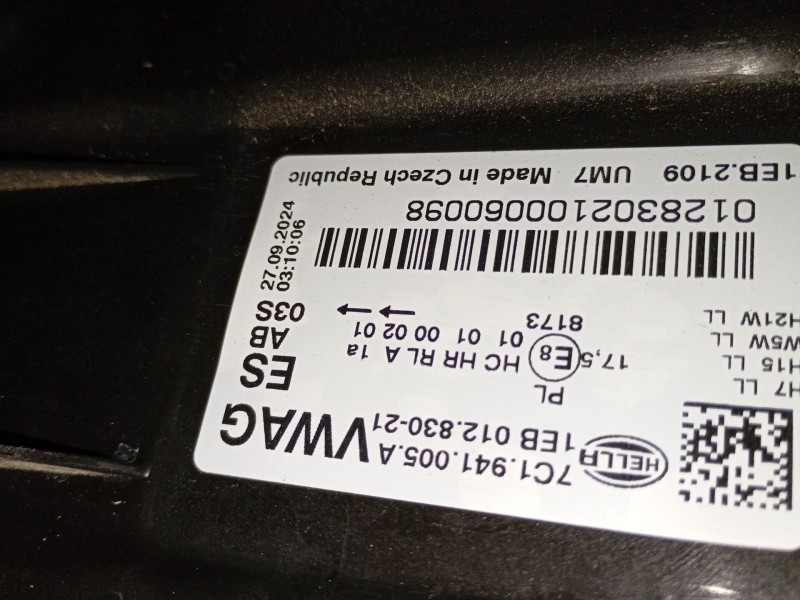 HELLA
7C1.941.005.A VWAG
1EB 012.830-21
H7 LL
H15 LL
W5W LL
H21W LL
PL
17,5 E8
HC HR RL A 1a
01 01 00 02 01
8173
ES
AB
03S
27.09.2024
03:10:06
0128302100060098
1EB.2109 UM7 Made in Czech Republic